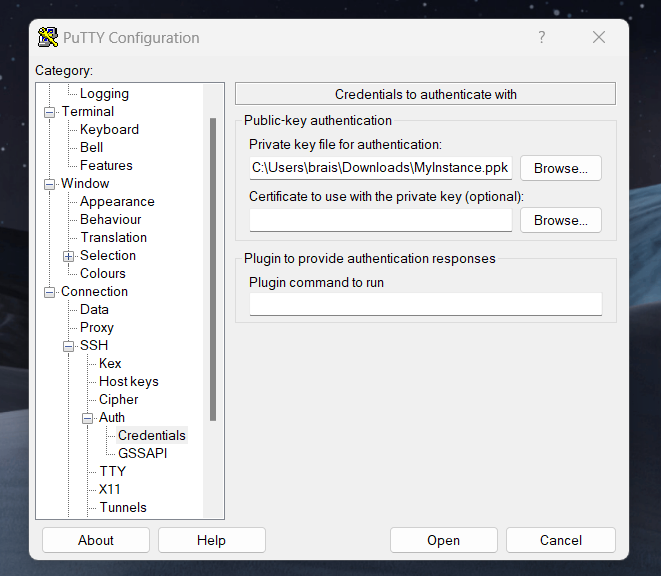 PuTTY Configuration
Category:
Logging
Terminal
Keyboard
Bell
Features
Window
Appearance
Behaviour
Translation
Selection
Colours
Connection
Data
Proxy
SSH
Kex
Host keys
Cipher
Auth
Credentials
GSSAPI
TTY
X11
Tunnels
Credentials to authenticate with
Public-key authentication
Private key file for authentication:
C:\Users\brais\Downloads\MyInstance.ppk Browse...
Certificate to use with the private key (optional):
Browse...
Plugin to provide authentication responses
Plugin command to run
About Help Open Cancel